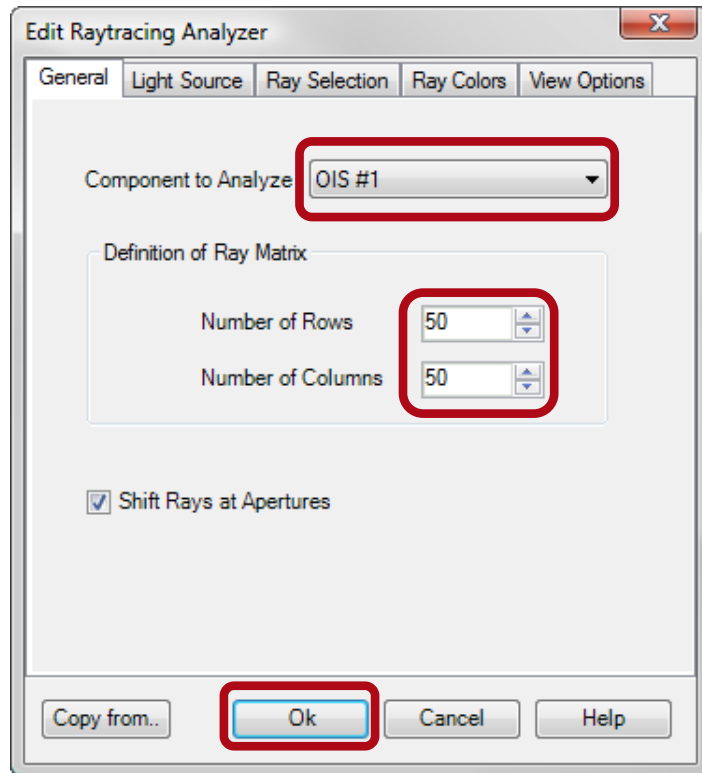 Edit Raytracing Analyzer
General Light Source Ray Selection Ray Colors View Options
Component to Analyze OIS #1
Definition of Ray Matrix
Number of Rows 50
Number of Columns 50
Shift Rays at Apertures
Copy from.. Ok Cancel Help